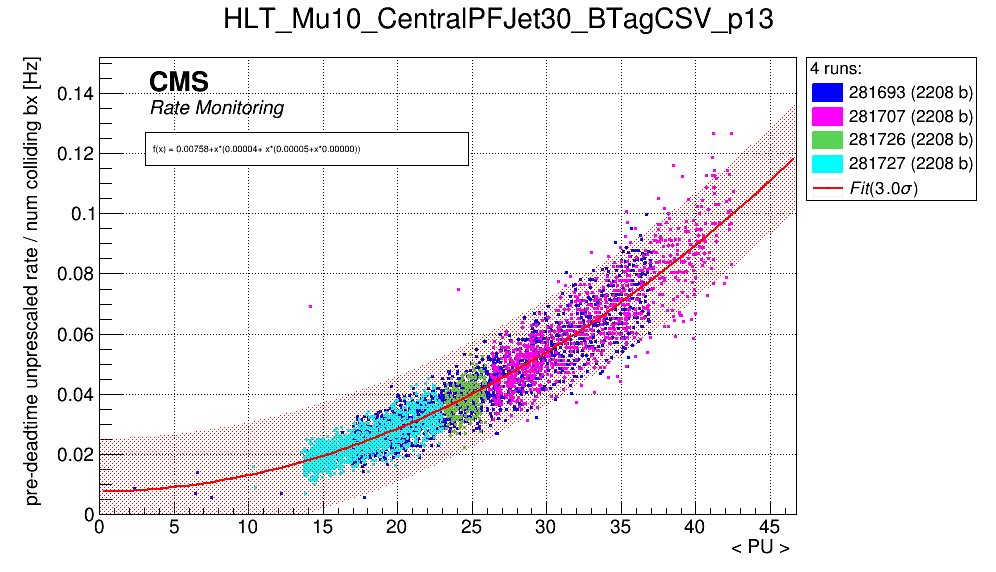 HLT_Mu10_CentralPFJet30_BTagCSV_p13
pre-deadtime unprescaled rate / num colliding bx [Hz]
CMS
Rate Monitoring
f(x) = 0.00758+x*(0.00004+ x*(0.00005+x*0.00000))
0.14
0.12
0.1
0.08
0.06
0.04
0.02
0
0 5 10 15 20 25 30 35 40 45
< PU >
4 runs:
281693 (2208 b)
281707 (2208 b)
281726 (2208 b)
281727 (2208 b)
Fit(3.0σ)